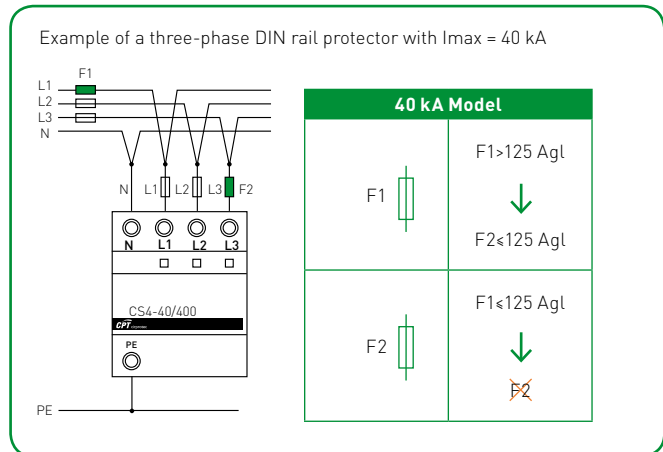 Example of a three-phase DIN rail protector with Imax = 40 kA
F1
L1
L2
L3
N
N L1 L2 L3 F2
N L1 L2 L3
CS4-40/400
CPT
PE
PE
40 kA Model
F1
F1>125 Agl
F2≤125 Agl
F2
F1≤125 Agl
F2